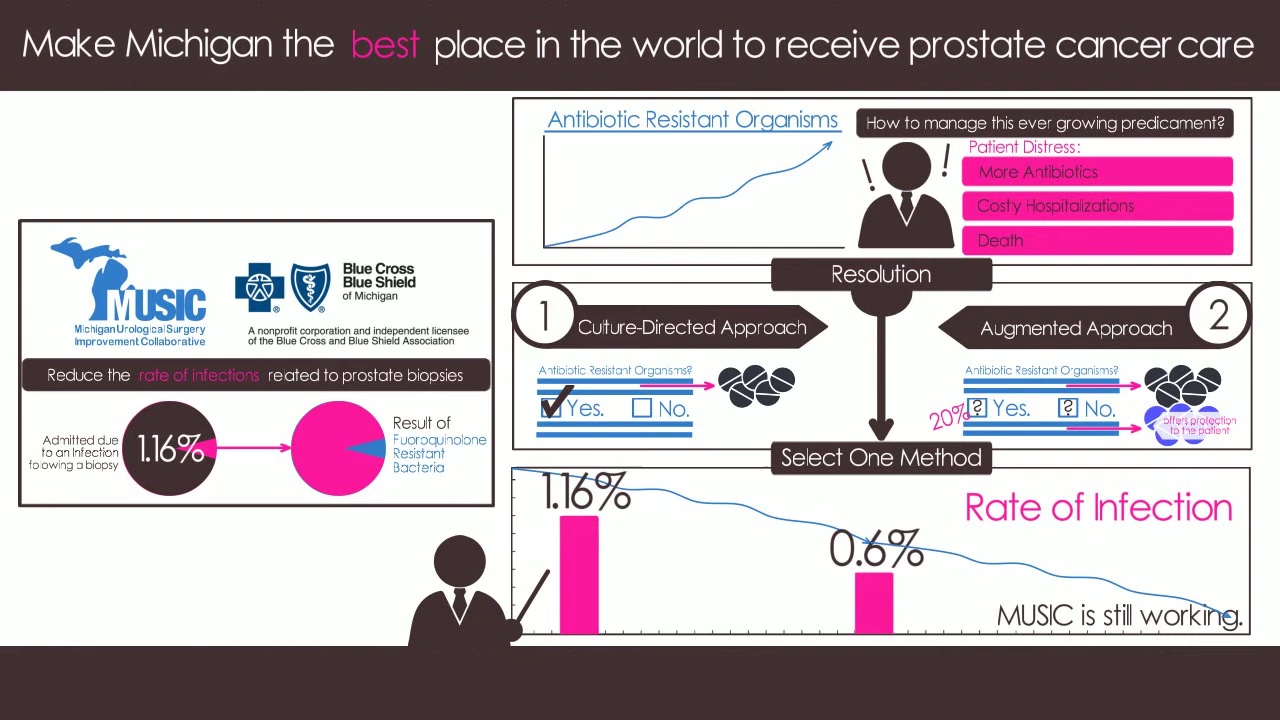 Make Michigan the best place in the world to receive prostate cancer care
MUSIC
Michigan Urological Surgery
Improvement Collaborative
Blue Cross
Blue Shield
of Michigan
A nonprofit corporation and independent licensee
of the Blue Cross and Blue Shield Association
Reduce the rate of infections related to prostate biopsies
Admitted due
to an Infection
following a biopsy
1.16%
Result of
Fuoroquinolone
Resistant
Bacteria
Antibiotic Resistant Organisms
How to manage this ever growing predicament?
! !
Patient Distress:
More Antibiotics
Costly Hospitalizations
Death
Resolution
1
Culture-Directed Approach
Antibiotic Resistant Organisms?
Yes. No.
Augmented Approach
2
Antibiotic Resistant Organisms?
20% ? Yes. ? No.
offers protection
to the patient
Select One Method
1.16%
0.6%
Rate of Infection
MUSIC is still working.